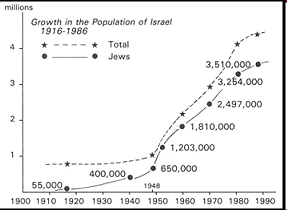 millions
Growth in the Population of Israel
1916-1986
Total
Jews
4
3
2
1
3,510,000
3,254,000
2,497,000
1,810,000
1,203,000
650,000
400,000
55,000
1948
1900 1910 1920 1930 1940 1950 1960 1970 1980 1990